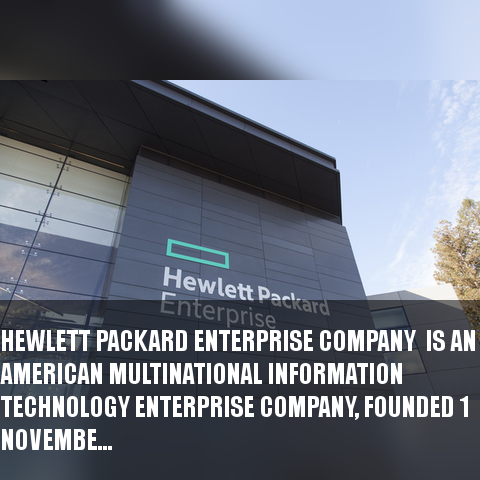 Hewlett Packard
Enterprise
HEWLETT PACKARD ENTERPRISE COMPANY IS AN
AMERICAN MULTINATIONAL INFORMATION
TECHNOLOGY ENTERPRISE COMPANY, FOUNDED 1
NOVEMBE...